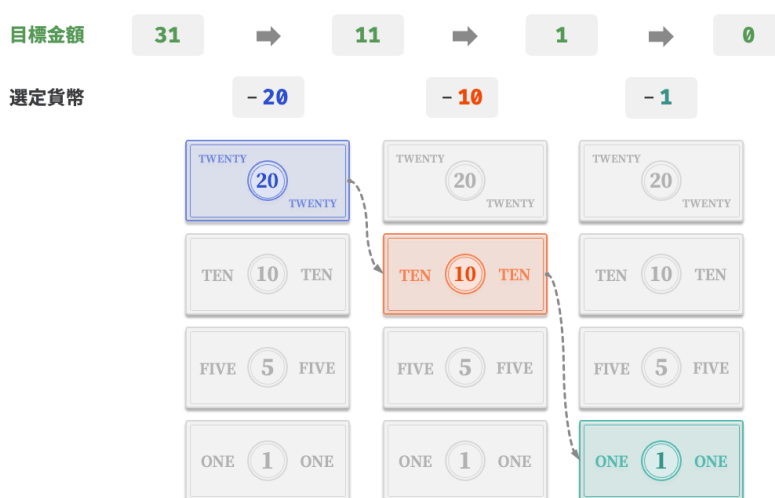 目標金額 31 11 1 0
選定貨幣 - 20 - 10 - 1
TWENTY 20 TWENTY TWENTY 20 TWENTY TWENTY 20 TWENTY
TEN 10 TEN TEN 10 TEN TEN 10 TEN
FIVE 5 FIVE FIVE 5 FIVE FIVE 5 FIVE
ONE 1 ONE ONE 1 ONE ONE 1 ONE